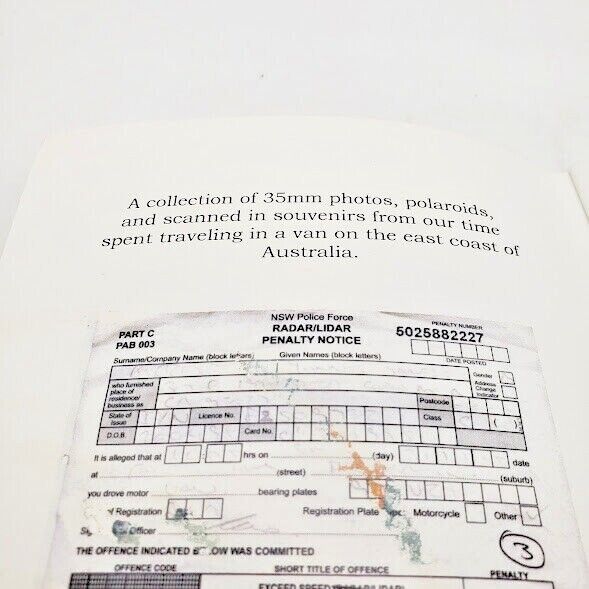 A collection of 35mm photos, polaroids,
and scanned in souvenirs from our time
spent traveling in a van on the east coast of
Australia.
NSW Police Force
PART C
PAB 003
RADAR/LIDAR
PENALTY NOTICE
PENALTY NUMBER
5025882227
DATE POSTED
Surname/Company Name (block letters) Given Names (block letters)
Gender
who furnished
place of
residence/
business as
Address
Change
Indicator
Postcode
State of
Issue
Licence No.
Class
D.O.B.
Card No.
It is alleged that at hrs on (day) date
at (street) (suburb)
you drove motor bearing plates
Registration Registration Plate Motorcycle Other
Officer
THE OFFENCE INDICATED WAS COMMITTED
3
OFFENCE CODE SHORT TITLE OF OFFENCE PENALTY
EXCEED SPEED